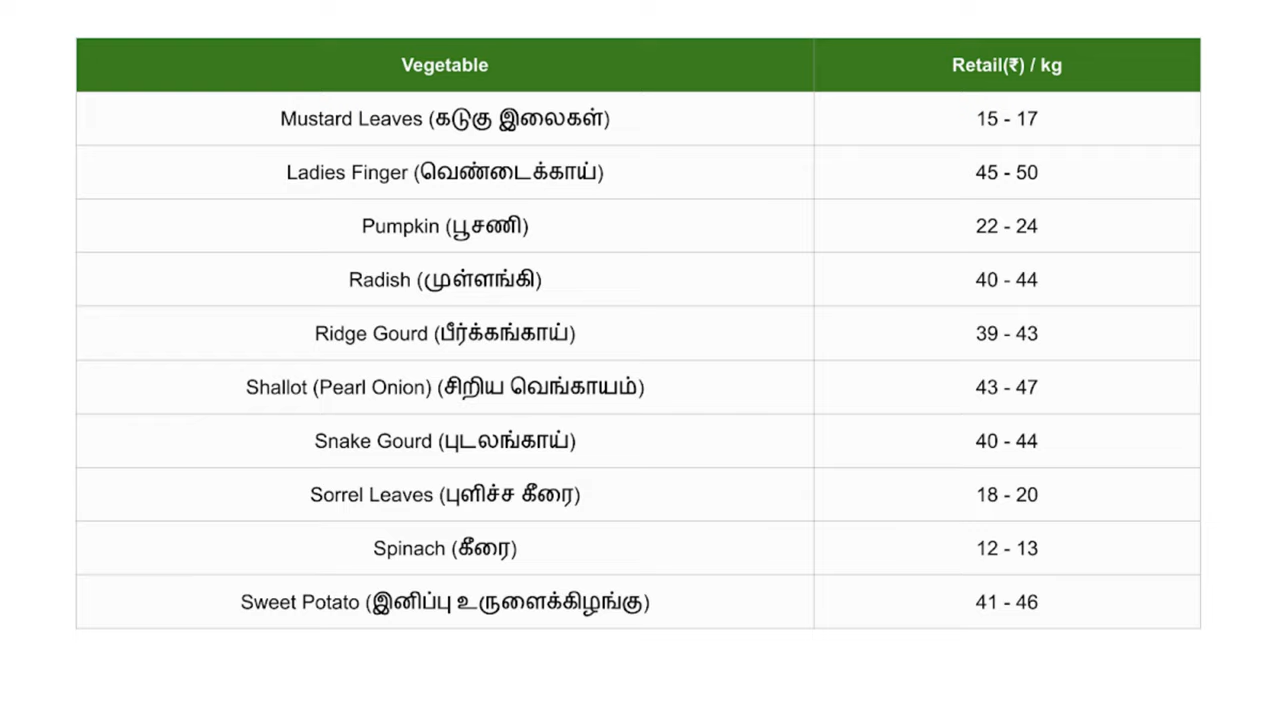 Vegetable Retail(₹) / kg
Mustard Leaves (கடுகு இலைகள்) 15 - 17
Ladies Finger (வெண்டைக்காய்) 45 - 50
Pumpkin (பூசணி) 22 - 24
Radish (முள்ளங்கி) 40 - 44
Ridge Gourd (பீர்க்கங்காய்) 39 - 43
Shallot (Pearl Onion) (சிறிய வெங்காயம்) 43 - 47
Snake Gourd (புடலங்காய்) 40 - 44
Sorrel Leaves (புளிச்ச கீரை) 18 - 20
Spinach (கீரை) 12 - 13
Sweet Potato (இனிப்பு உருளைக்கிழங்கு) 41 - 46